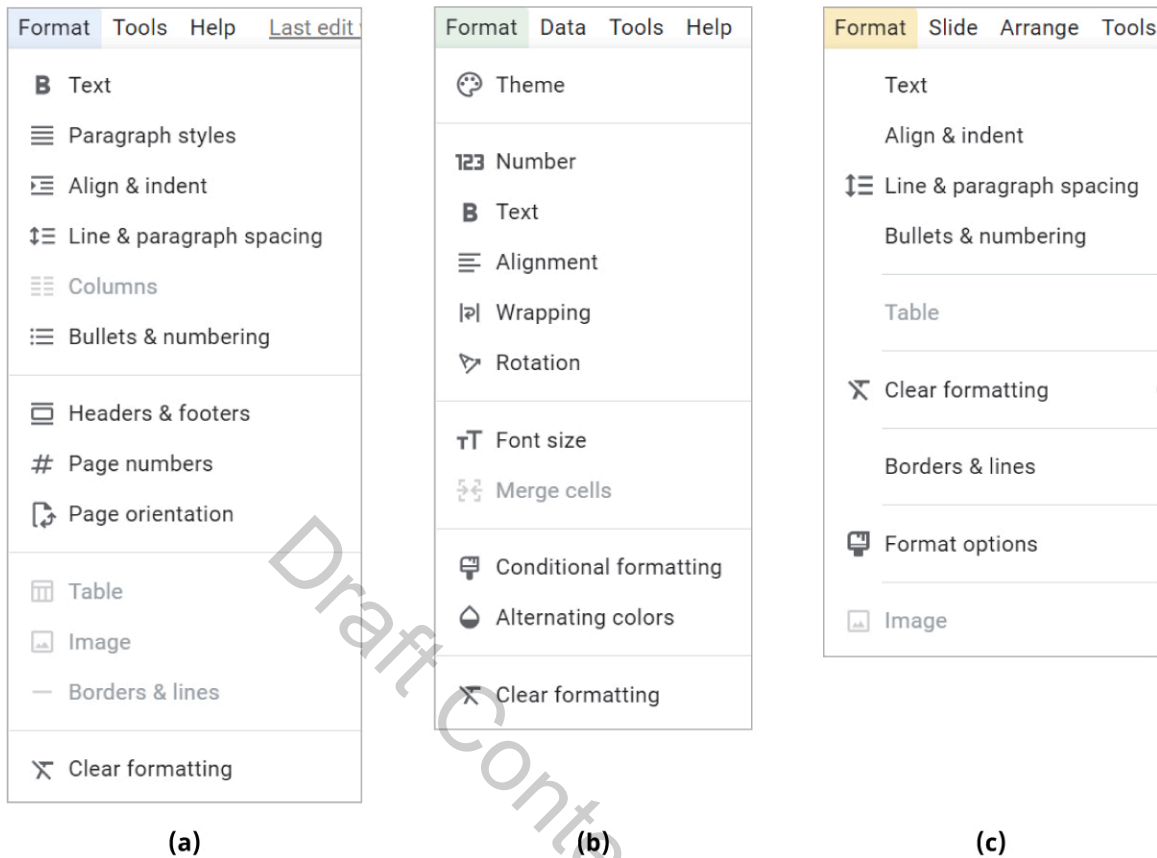 Format Tools Help Last edit
Text
Paragraph styles
Align & indent
Line & paragraph spacing
Columns
Bullets & numbering
Headers & footers
# Page numbers
Page orientation
Table
Image
Borders & lines
Clear formatting
(a)
Format Data Tools Help
Theme
123 Number
B Text
Alignment
Wrapping
Rotation
Font size
Merge cells
Conditional formatting
Alternating colors
Clear formatting
(b)
Format Slide Arrange Tools
Text
Align & indent
Line & paragraph spacing
Bullets & numbering
Table
Clear formatting
Borders & lines
Format options
Image
(c)
Draft Conte